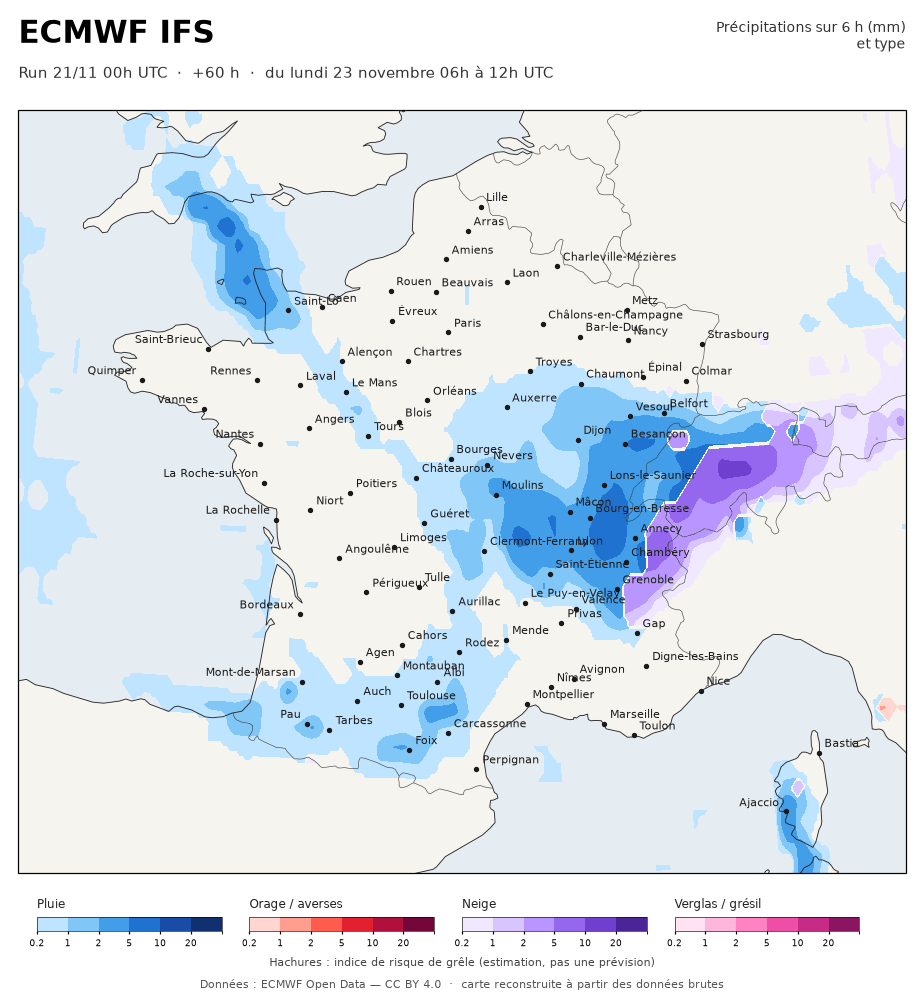 ECMWF IFS
Précipitations sur 6 h (mm)
et type
Run 21/11 00h UTC · +60 h · du lundi 23 novembre 06h à 12h UTC
Lille
Arras
Amiens
Charleville-Mézières
Laon
Rouen
Beauvais
Saint-Lô
Caen
Metz
Évreux
Châlons-en-Champagne
Paris
Bar-le-Duc
Nancy
Strasbourg
Saint-Brieuc
Alençon
Chartres
Troyes
Épinal
Colmar
Quimper
Rennes
Laval
Le Mans
Chaumont
Orléans
Auxerre
Vannes
Blois
Vesoul
Belfort
Angers
Tours
Nantes
Dijon
Besançon
Bourges
Nevers
Châteauroux
La Roche-sur-Yon
Lons-le-Saunier
Poitiers
Moulins
Niort
Mâcon
Bourg-en-Bresse
La Rochelle
Guéret
Annecy
Limoges
Clermont-Ferrand
Lyon
Angoulême
Chambéry
Saint-Étienne
Périgueux
Tulle
Grenoble
Le Puy-en-Velay
Valence
Bordeaux
Aurillac
Privas
Gap
Mende
Cahors
Rodez
Agen
Digne-les-Bains
Mont-de-Marsan
Montauban
Albi
Avignon
Nîmes
Nice
Auch
Toulouse
Montpellier
Pau
Tarbes
Carcassonne
Marseille
Toulon
Foix
Bastia
Perpignan
Ajaccio
Pluie
Orage / averses
Neige
Verglas / grésil
0.2 1 2 5 10 20
0.2 1 2 5 10 20
0.2 1 2 5 10 20
0.2 1 2 5 10 20
Hachures : indice de risque de grêle (estimation, pas une prévision)
Données : ECMWF Open Data — CC BY 4.0 · carte reconstruite à partir des données brutes